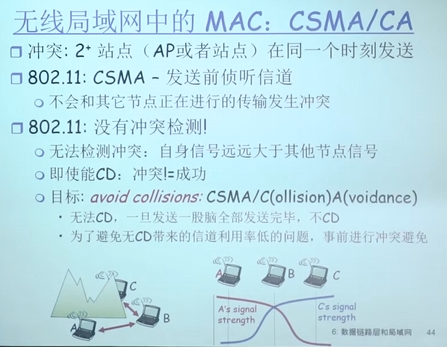 无线局域网中的 MAC: CSMA/CA
冲突: 2+ 站点（AP或者站点）在同一个时刻发送
802.11: CSMA – 发送前侦听信道
不会和其它节点正在进行的传输发生冲突
802.11: 没有冲突检测!
无法检测冲突：自身信号远远大于其他节点信号
即使能CD：冲突!=成功
目标: avoid collisions: CSMA/C(ollision)A(voidance)
无法CD，一旦发送一股脑全部发送完毕，不CD
为了避免无CD带来的信道利用率低的问题，事前进行冲突避免
A B C
C
B
A
A's signal strength
C's signal strength
6: 数据链路层和局域网 44